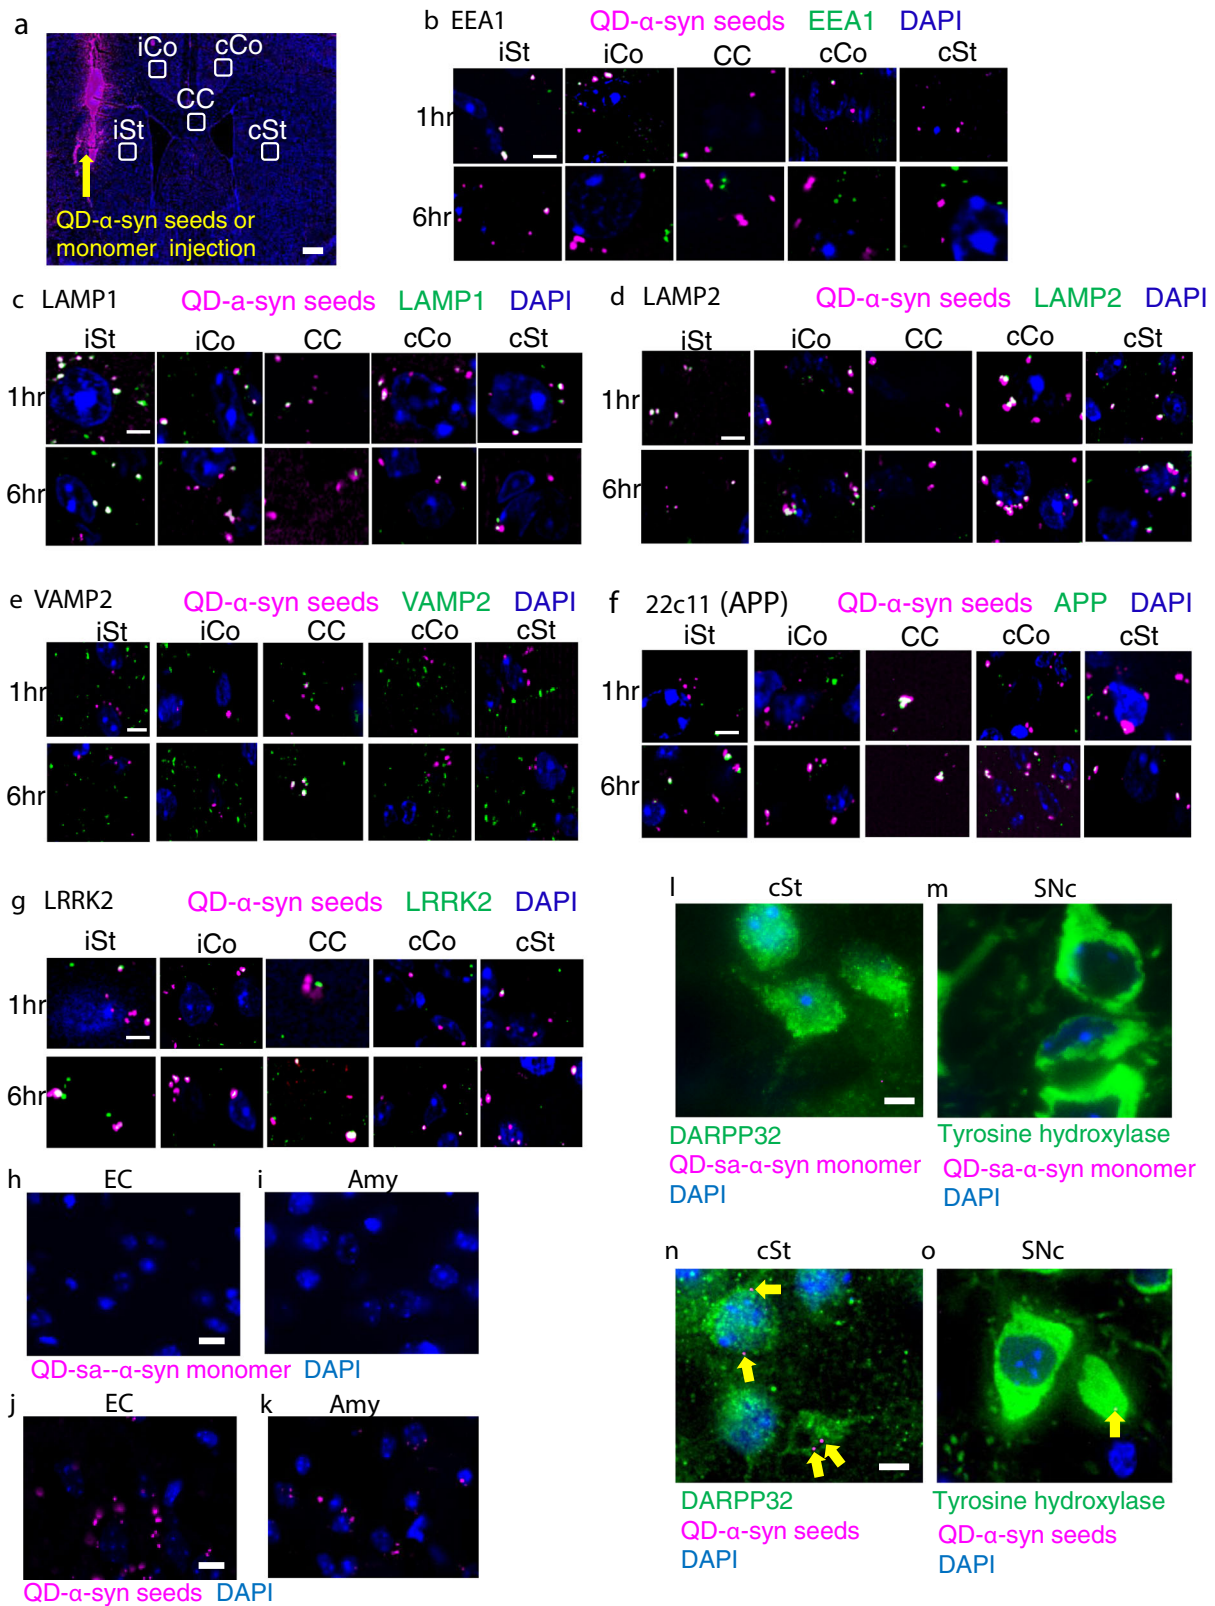 a
iCo cCo
CC
iSt cSt
QD-α-syn seeds or
monomer injection
b EEA1 QD-α-syn seeds EEA1 DAPI
iSt iCo CC cCo cSt
1hr
6hr
c LAMP1 QD-a-syn seeds LAMP1 DAPI
iSt iCo CC cCo cSt
1hr
6hr
d LAMP2 QD-α-syn seeds LAMP2 DAPI
iSt iCo CC cCo cSt
1hr
6hr
e VAMP2 QD-α-syn seeds VAMP2 DAPI
iSt iCo CC cCo cSt
1hr
6hr
f 22c11 (APP) QD-α-syn seeds APP DAPI
iSt iCo CC cCo cSt
1hr
6hr
g LRRK2 QD-α-syn seeds LRRK2 DAPI
iSt iCo CC cCo cSt
1hr
6hr
h EC i Amy
QD-sa--α-syn monomer DAPI
j EC k Amy
QD-α-syn seeds DAPI
l cSt m SNc
DARPP32 Tyrosine hydroxylase
QD-sa-α-syn monomer QD-sa-α-syn monomer
DAPI DAPI
n cSt o SNc
DARPP32 Tyrosine hydroxylase
QD-α-syn seeds QD-α-syn seeds
DAPI DAPI